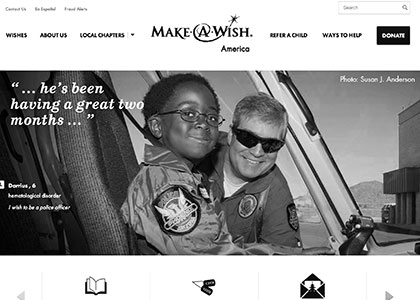 Contact Us En Español Fraud Alerts
Search
WISHES ABOUT US LOCAL CHAPTERS MAKE-A-WISH® REFER A CHILD WAYS TO HELP DONATE
America
Photo: Susan J. Anderson
“ ... he's been
having a great two
months ... ”
Darrius, 6
hematological disorder
I wish to be a police officer